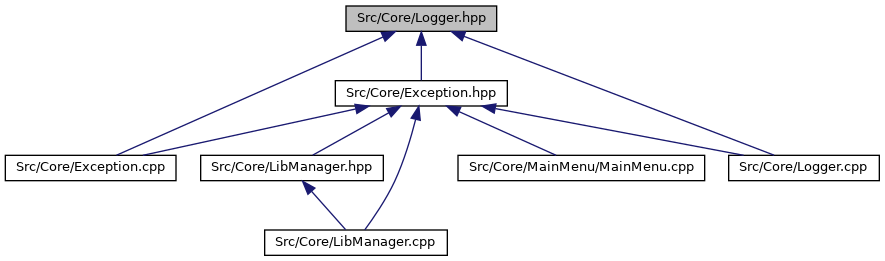 Src/Core/Logger.hpp
Src/Core/Exception.hpp
Src/Core/Exception.cpp
Src/Core/LibManager.hpp
Src/Core/MainMenu/MainMenu.cpp
Src/Core/Logger.cpp
Src/Core/LibManager.cpp